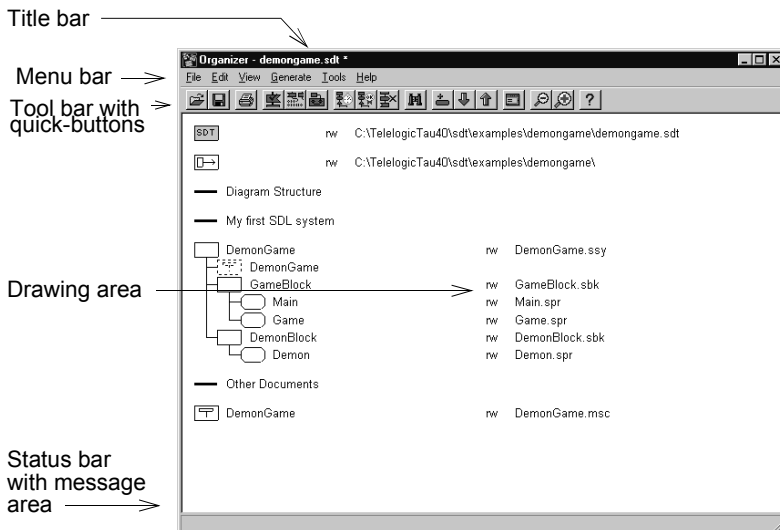 Title bar
Organizer - demongame.sdt *
Menu bar
File Edit View Generate Tools Help
Tool bar with
quick-buttons
?
SDT rw C:\TelelogicTau40\sdt\examples\demongame\demongame.sdt
rw C:\TelelogicTau40\sdt\examples\demongame\
Diagram Structure
My first SDL system
DemonGame rw DemonGame.ssy
DemonGame
Drawing area
GameBlock rw GameBlock.sbk
Main rw Main.spr
Game rw Game.spr
DemonBlock rw DemonBlock.sbk
Demon rw Demon.spr
Other Documents
DemonGame rw DemonGame.msc
Status bar
with message
area